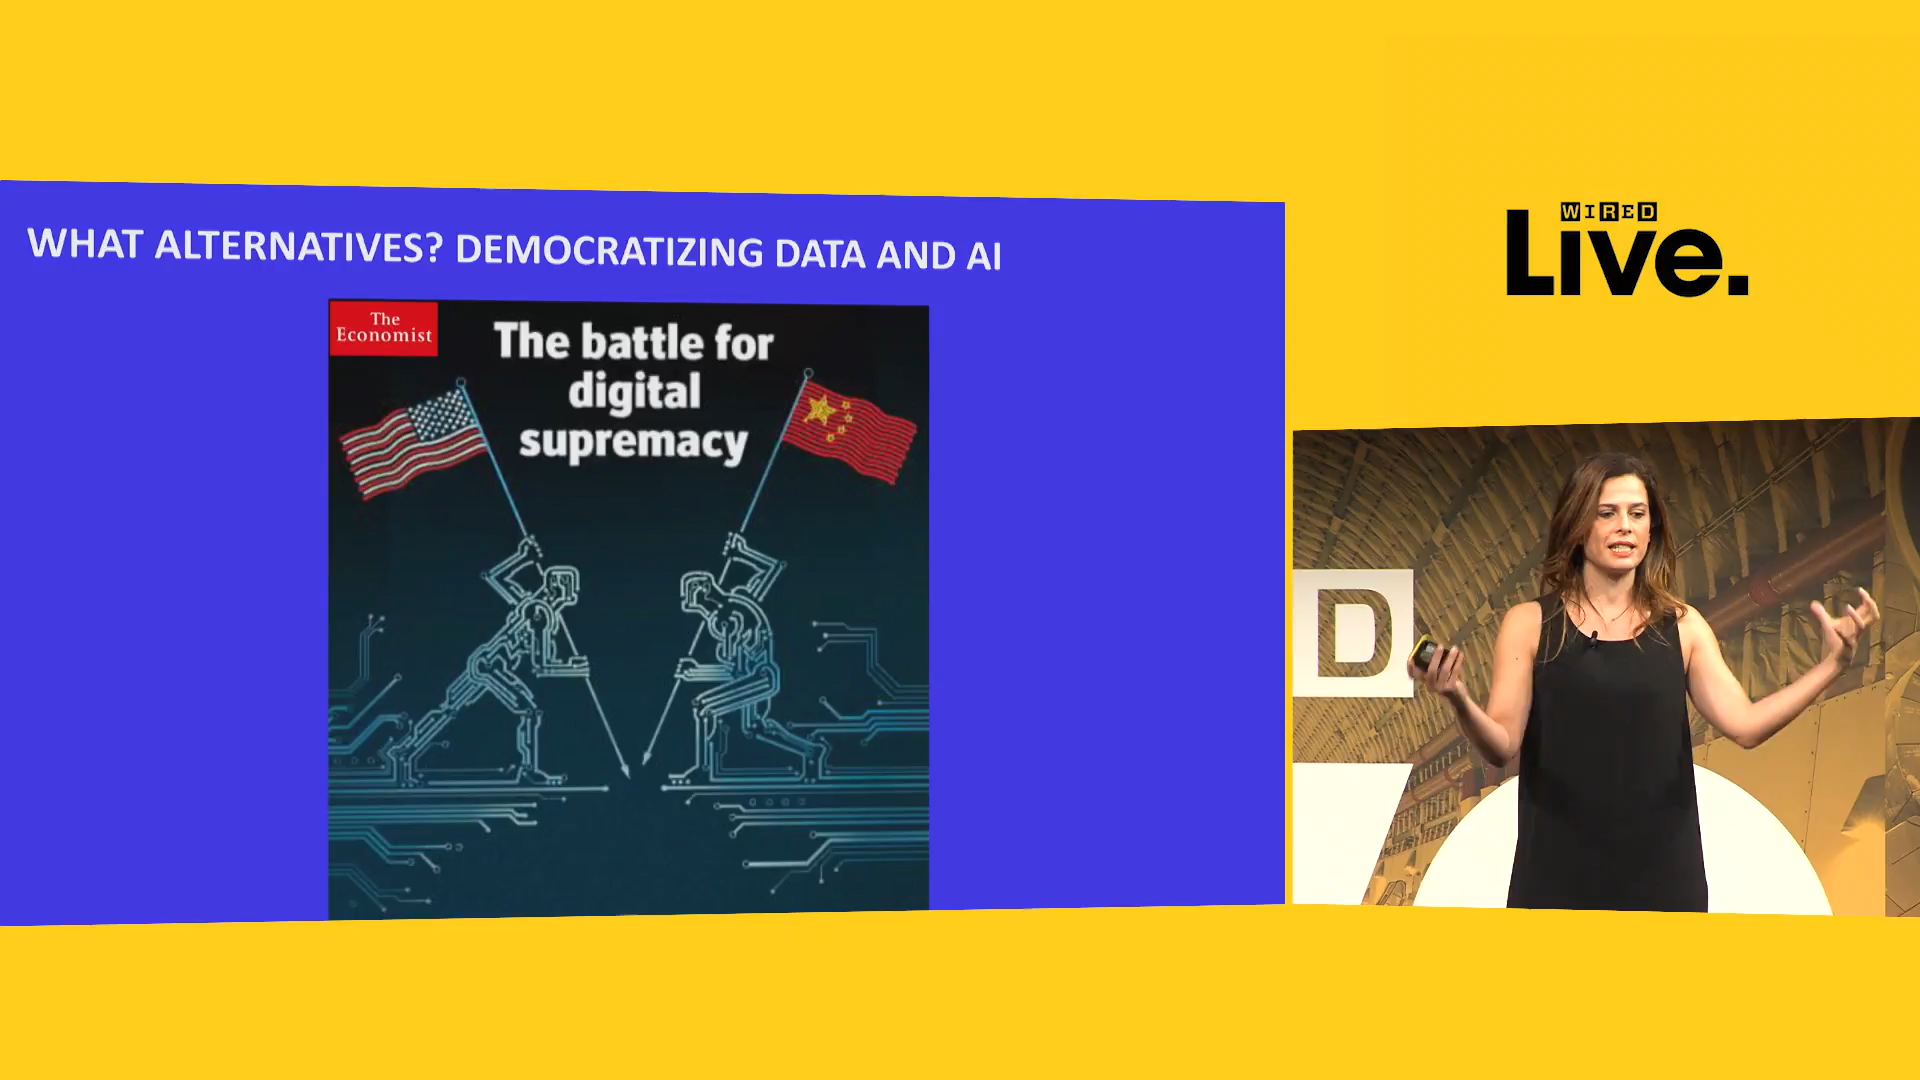 WHAT ALTERNATIVES? DEMOCRATIZING DATA AND AI
The
Economist
The battle for
digital
supremacy
WIRED
Live.
D